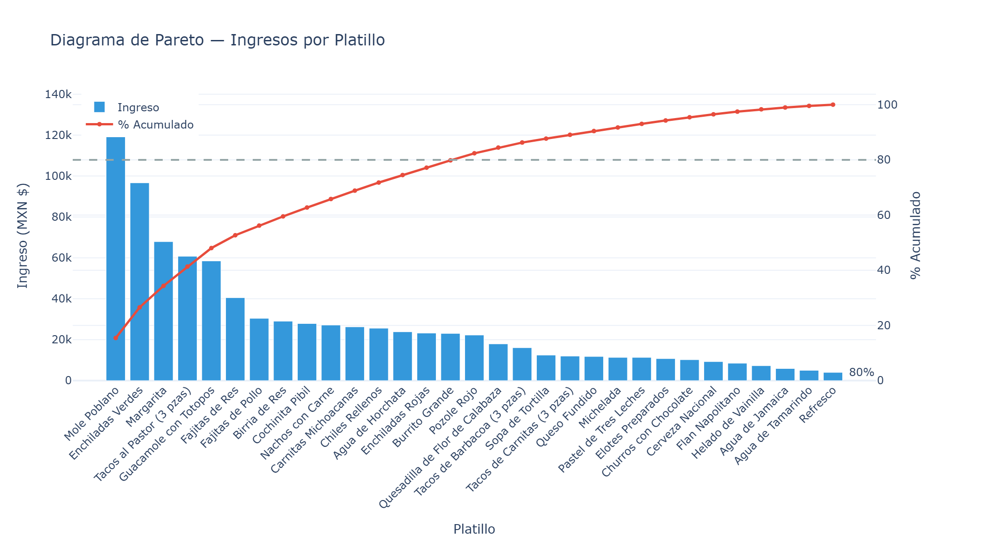 Diagrama de Pareto — Ingresos por Platillo
Ingreso
% Acumulado
140k
120k
100k
80k
60k
40k
20k
0
Ingreso (MXN $)
100
80
60
40
20
0
% Acumulado
80%
Mole Poblano
Enchiladas Verdes
Margarita
Tacos al Pastor (3 pzas)
Guacamole con Totopos
Fajitas de Res
Fajitas de Pollo
Birria de Res
Cochinita Pibil
Nachos con Carne
Carnitas Michoacanas
Chiles Rellenos
Agua de Horchata
Enchiladas Rojas
Burrito Grande
Pozole Rojo
Quesadilla de Flor de Calabaza
Tacos de Barbacoa (3 pzas)
Sopa de Tortilla
Tacos de Carnitas (3 pzas)
Queso Fundido
Michelada
Pastel de Tres Leches
Elotes Preparados
Churros con Chocolate
Cerveza Nacional
Flan Napolitano
Helado de Vainilla
Agua de Jamaica
Agua de Tamarindo
Refresco
Platillo